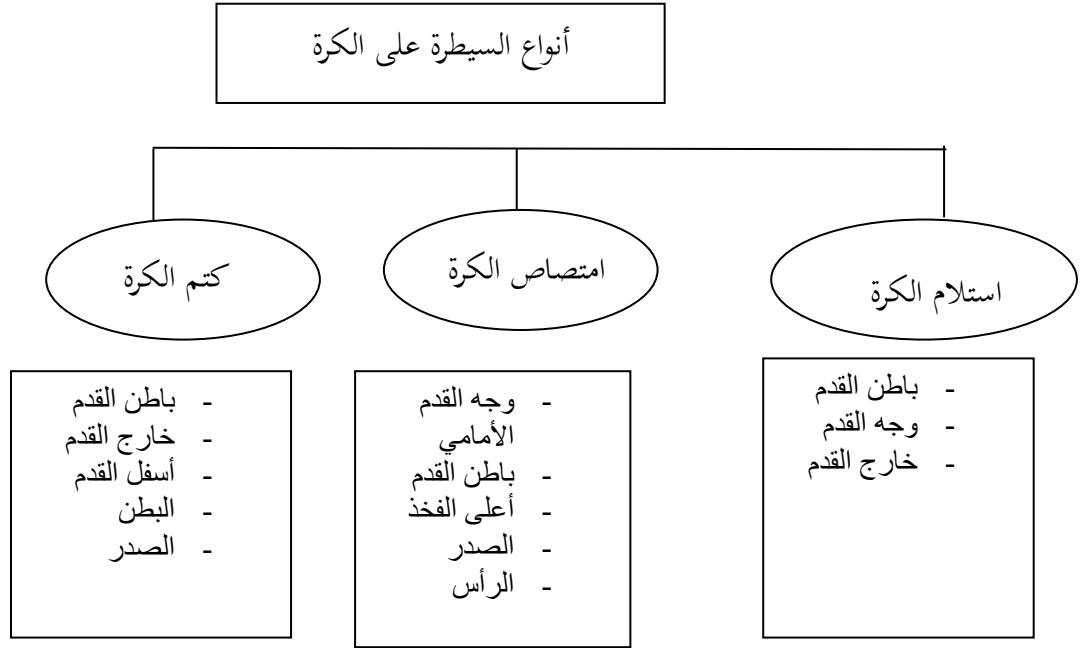 أنواع السيطرة على الكرة
استلام الكرة
امتصاص الكرة
كتم الكرة
- باطن القدم
- وجه القدم
- خارج القدم
- وجه القدم
الأمامي
- باطن القدم
- أعلى الفخذ
- الصدر
- الرأس
- باطن القدم
- خارج القدم
- أسفل القدم
- البطن
- الصدر